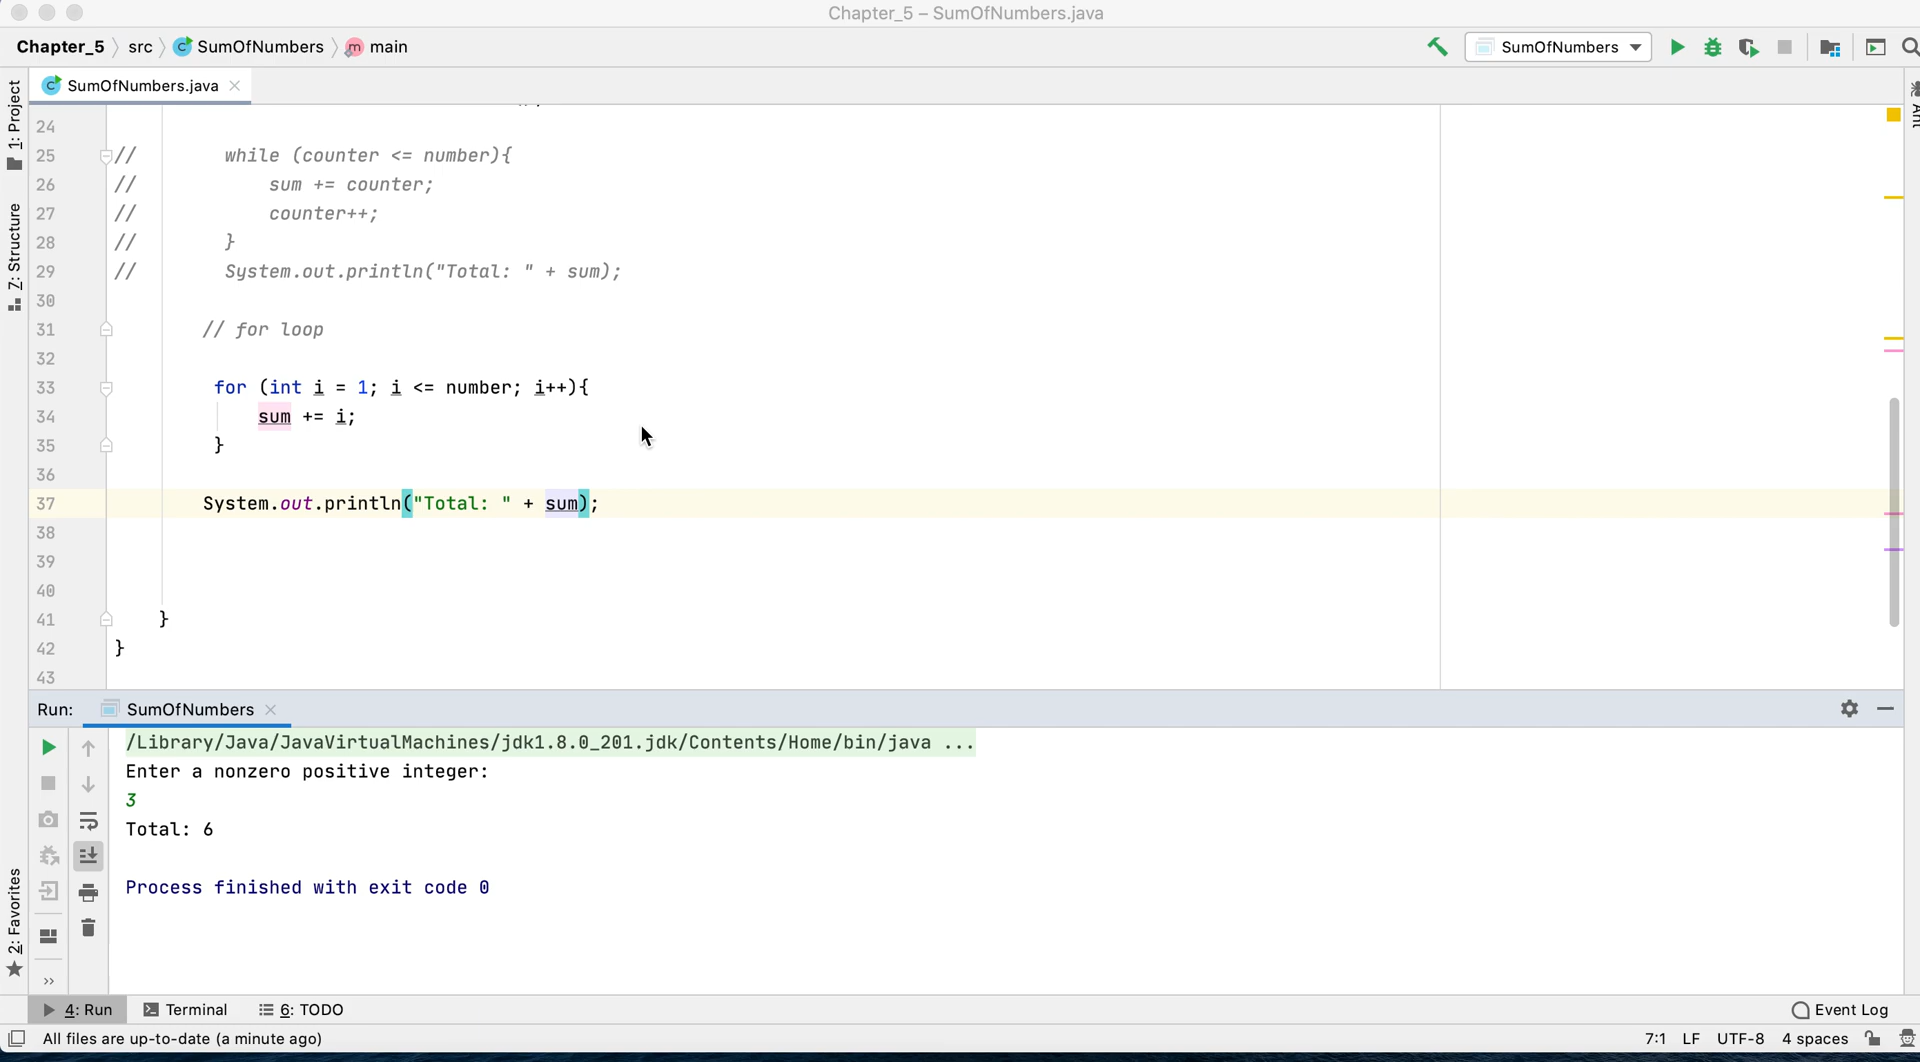 Chapter_5 – SumOfNumbers.java
Chapter_5 src SumOfNumbers main
SumOfNumbers
1: Project
Z: Structure
2: Favorites
Ant
SumOfNumbers.java
24
25 // while (counter <= number){
26 // sum += counter;
27 // counter++;
28 // }
29 // System.out.println("Total: " + sum);
30
31 // for loop
32
33 for (int i = 1; i <= number; i++){
34 sum += i;
35 }
36
37 System.out.println("Total: " + sum);
38
39
40
41 }
42 }
43
Run: SumOfNumbers
/Library/Java/JavaVirtualMachines/jdk1.8.0_201.jdk/Contents/Home/bin/java ...
Enter a nonzero positive integer:
3
Total: 6
Process finished with exit code 0
4: Run Terminal 6: TODO Event Log
All files are up-to-date (a minute ago) 7:1 LF UTF-8 4 spaces